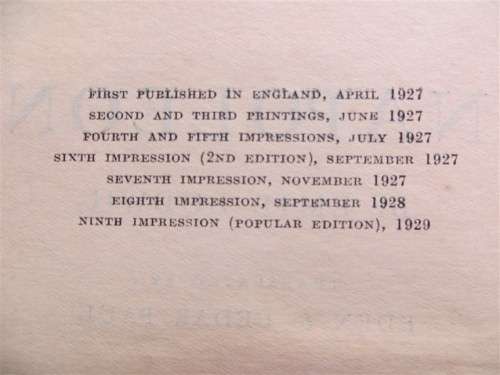 FIRST PUBLISHED IN ENGLAND, APRIL 1927
SECOND AND THIRD PRINTINGS, JUNE 1927
FOURTH AND FIFTH IMPRESSIONS, JULY 1927
SIXTH IMPRESSION (2ND EDITION), SEPTEMBER 1927
SEVENTH IMPRESSION, NOVEMBER 1927
EIGHTH IMPRESSION, SEPTEMBER 1928
NINTH IMPRESSION (POPULAR EDITION), 1929